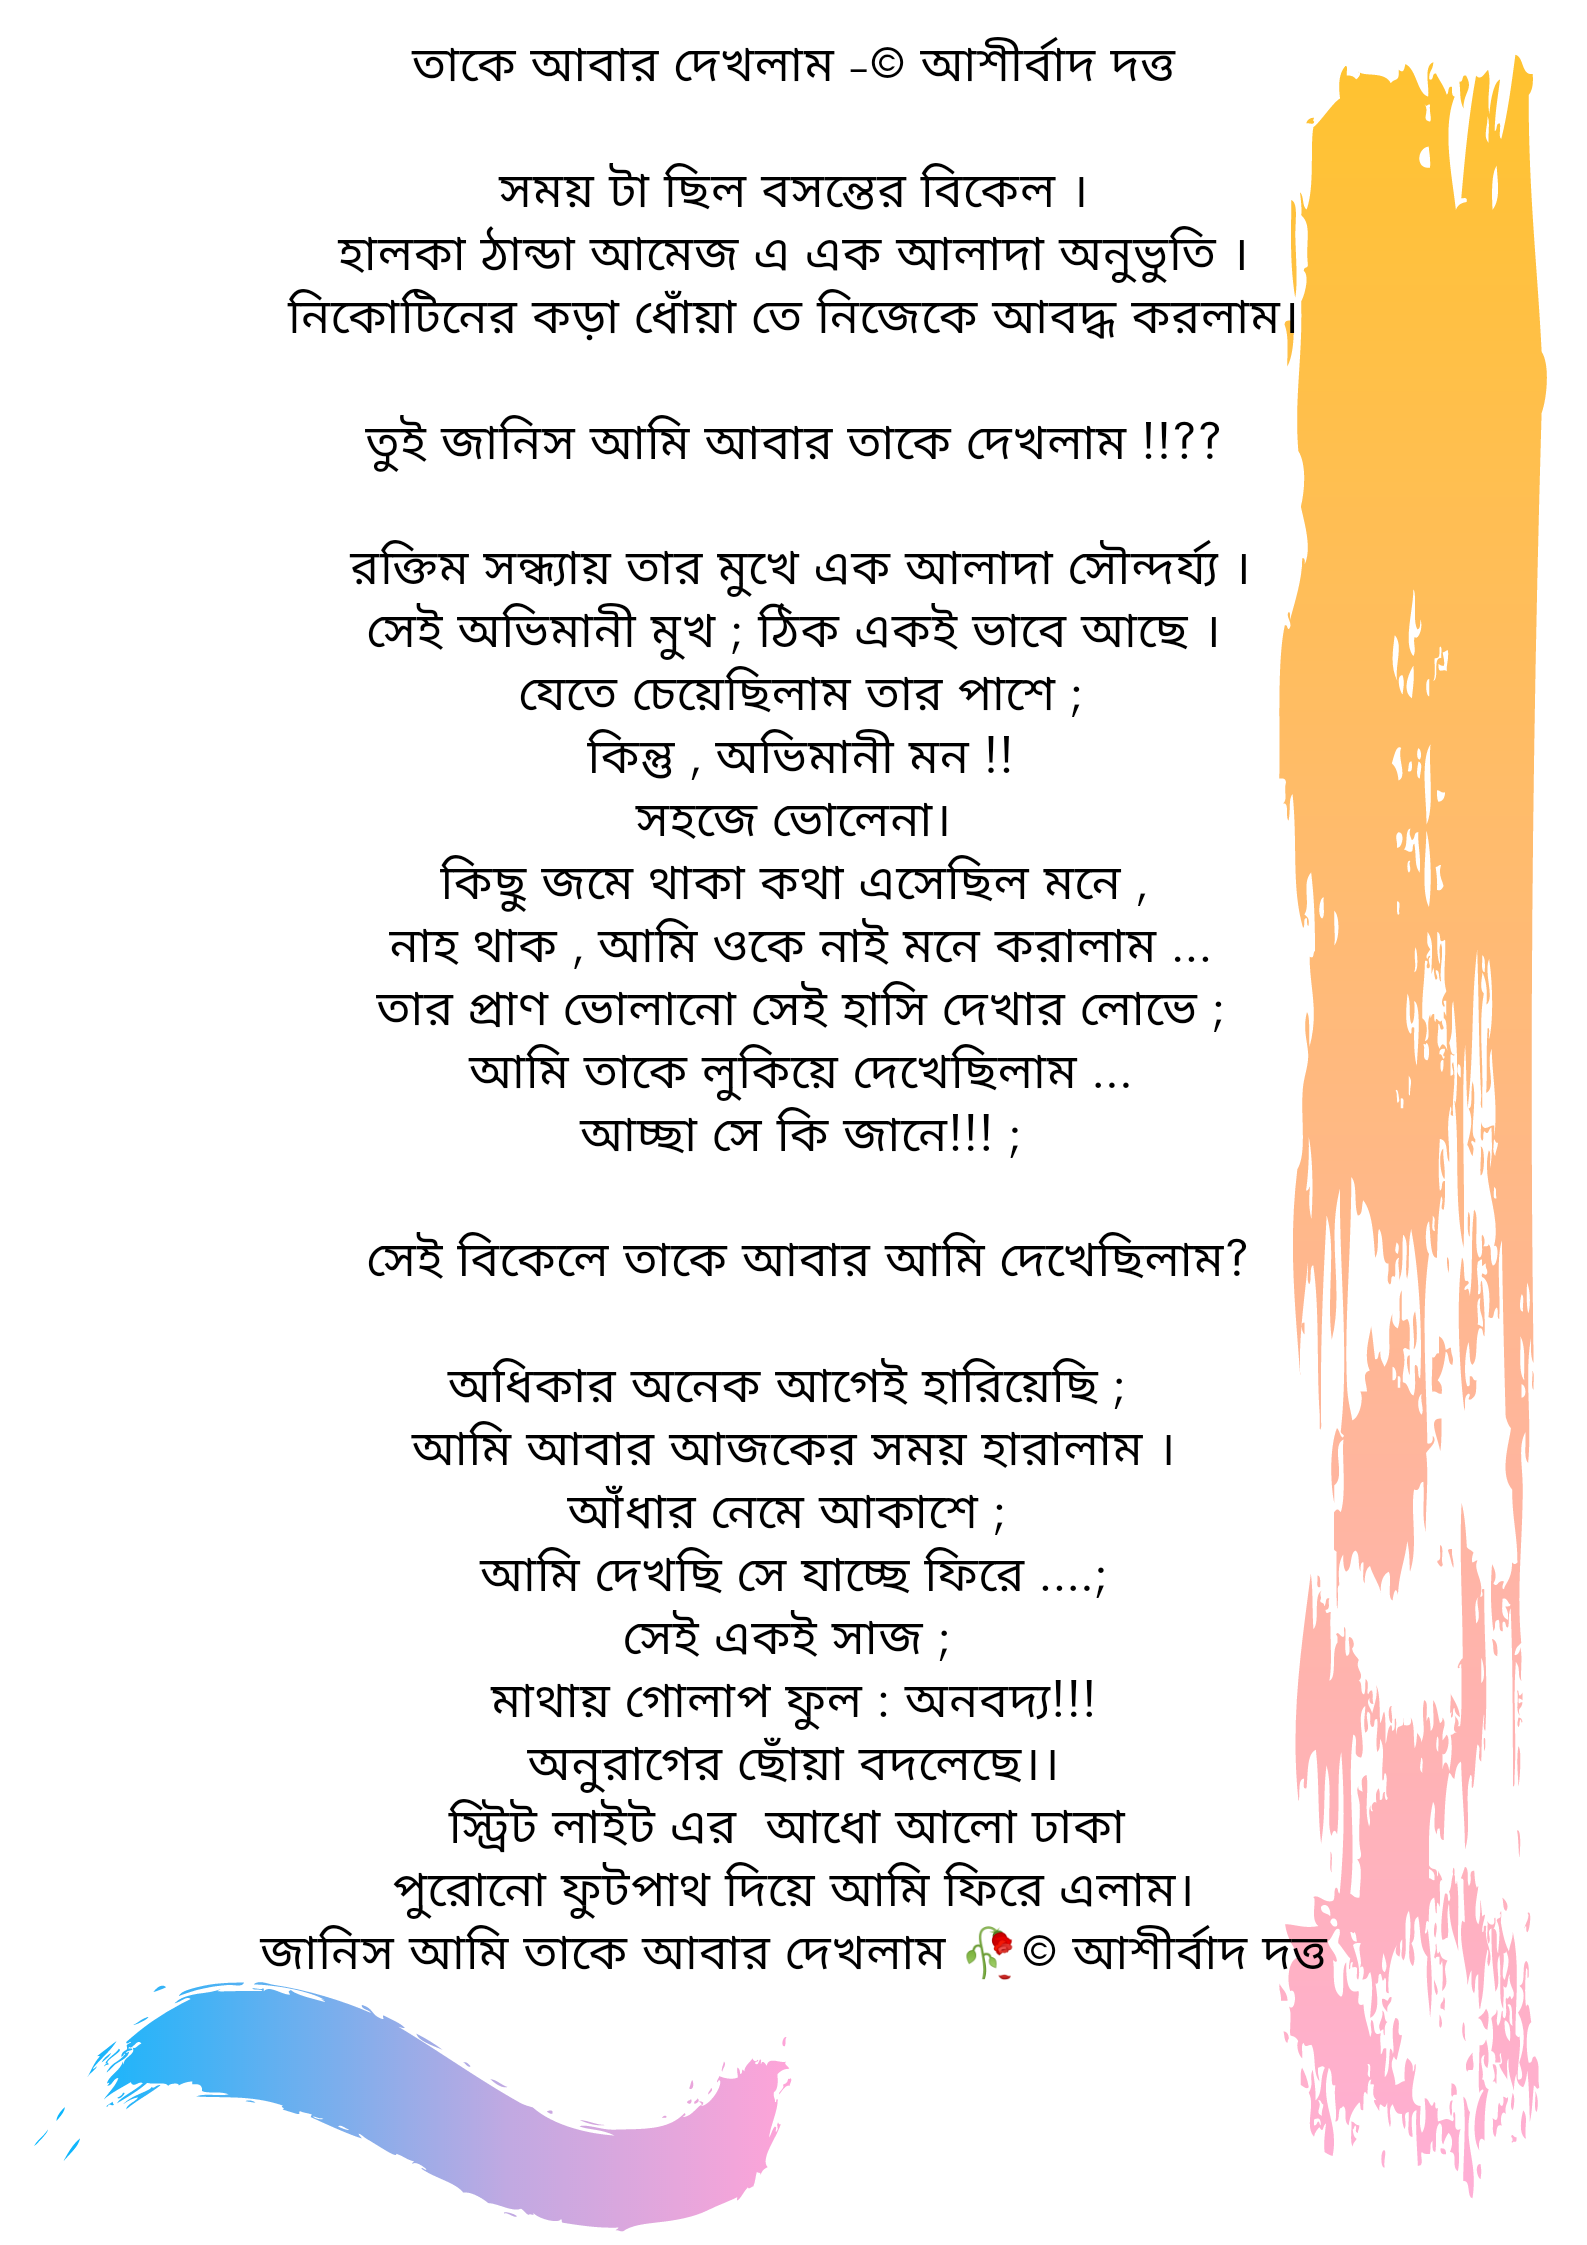 তাকে আবার দেখলাম –© আশীর্বাদ দত্ত
সময় টা ছিল বসন্তের বিকেল ।
হালকা ঠান্ডা আমেজ এ এক আলাদা অনুভুতি ।
নিকোটিনের কড়া ধোঁয়া তে নিজেকে আবদ্ধ করলাম।
তুই জানিস আমি আবার তাকে দেখলাম !!??
রক্তিম সন্ধ্যায় তার মুখে এক আলাদা সৌন্দর্য্য ।
সেই অভিমানী মুখ ; ঠিক একই ভাবে আছে ।
যেতে চেয়েছিলাম তার পাশে ;
কিন্তু , অভিমানী মন !!
সহজে ভোলেনা।
কিছু জমে থাকা কথা এসেছিল মনে ,
নাহ থাক , আমি ওকে নাই মনে করালাম ...
তার প্রাণ ভোলানো সেই হাসি দেখার লোভে ;
আমি তাকে লুকিয়ে দেখেছিলাম ...
আচ্ছা সে কি জানে!!! ;
সেই বিকেলে তাকে আবার আমি দেখেছিলাম?
অধিকার অনেক আগেই হারিয়েছি ;
আমি আবার আজকের সময় হারালাম ।
আঁধার নেমে আকাশে ;
আমি দেখছি সে যাচ্ছে ফিরে ....;
সেই একই সাজ ;
মাথায় গোলাপ ফুল : অনবদ্য!!!
অনুরাগের ছোঁয়া বদলেছে।।
স্ট্রিট লাইট এর  আধো আলো ঢাকা
পুরোনো ফুটপাথ দিয়ে আমি ফিরে এলাম।
জানিস আমি তাকে আবার দেখলাম 🥀© আশীর্বাদ দত্ত